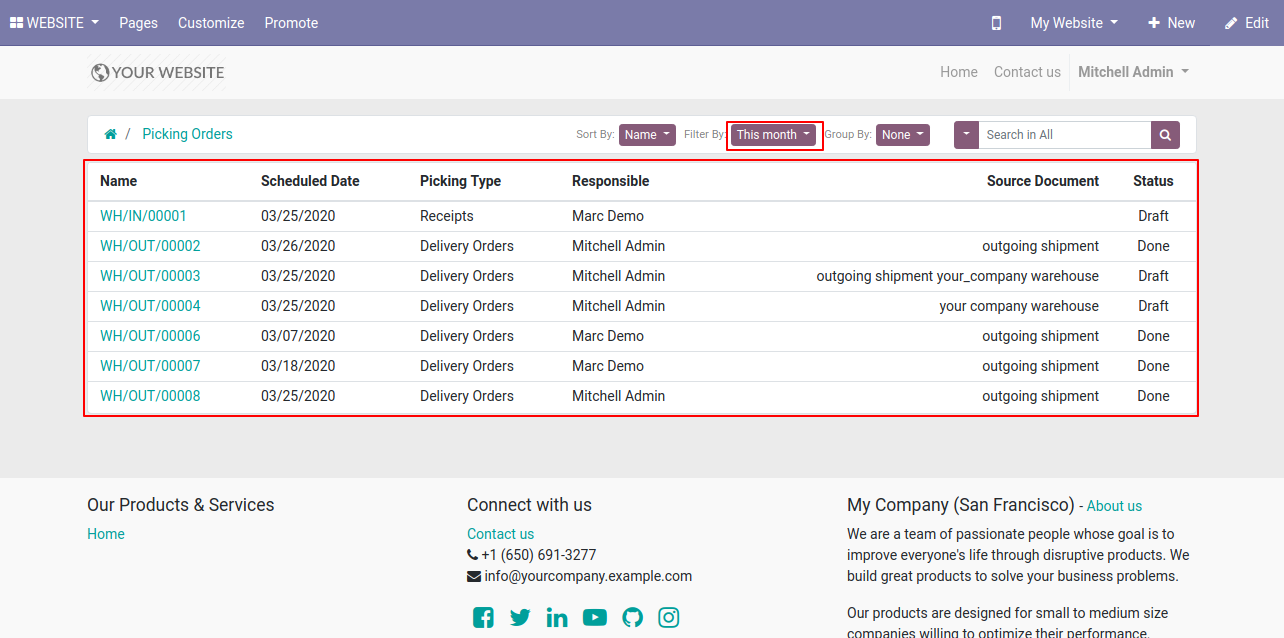 WEBSITE Pages Customize Promote My Website New Edit
YOUR WEBSITE Home Contact us Mitchell Admin
/ Picking Orders Sort By: Name Filter By: This month Group By: None Search in All
Name Scheduled Date Picking Type Responsible Source Document Status
WH/IN/00001 03/25/2020 Receipts Marc Demo Draft
WH/OUT/00002 03/26/2020 Delivery Orders Mitchell Admin outgoing shipment Done
WH/OUT/00003 03/25/2020 Delivery Orders Mitchell Admin outgoing shipment your_company warehouse Draft
WH/OUT/00004 03/25/2020 Delivery Orders Mitchell Admin your company warehouse Draft
WH/OUT/00006 03/07/2020 Delivery Orders Marc Demo outgoing shipment Done
WH/OUT/00007 03/18/2020 Delivery Orders Marc Demo outgoing shipment Done
WH/OUT/00008 03/25/2020 Delivery Orders Mitchell Admin outgoing shipment Done
Our Products & Services
Home
Connect with us
Contact us
+1 (650) 691-3277
info@yourcompany.example.com
My Company (San Francisco) - About us
We are a team of passionate people whose goal is to
improve everyone's life through disruptive products. We
build great products to solve your business problems.
Our products are designed for small to medium size
companies willing to optimize their performance.